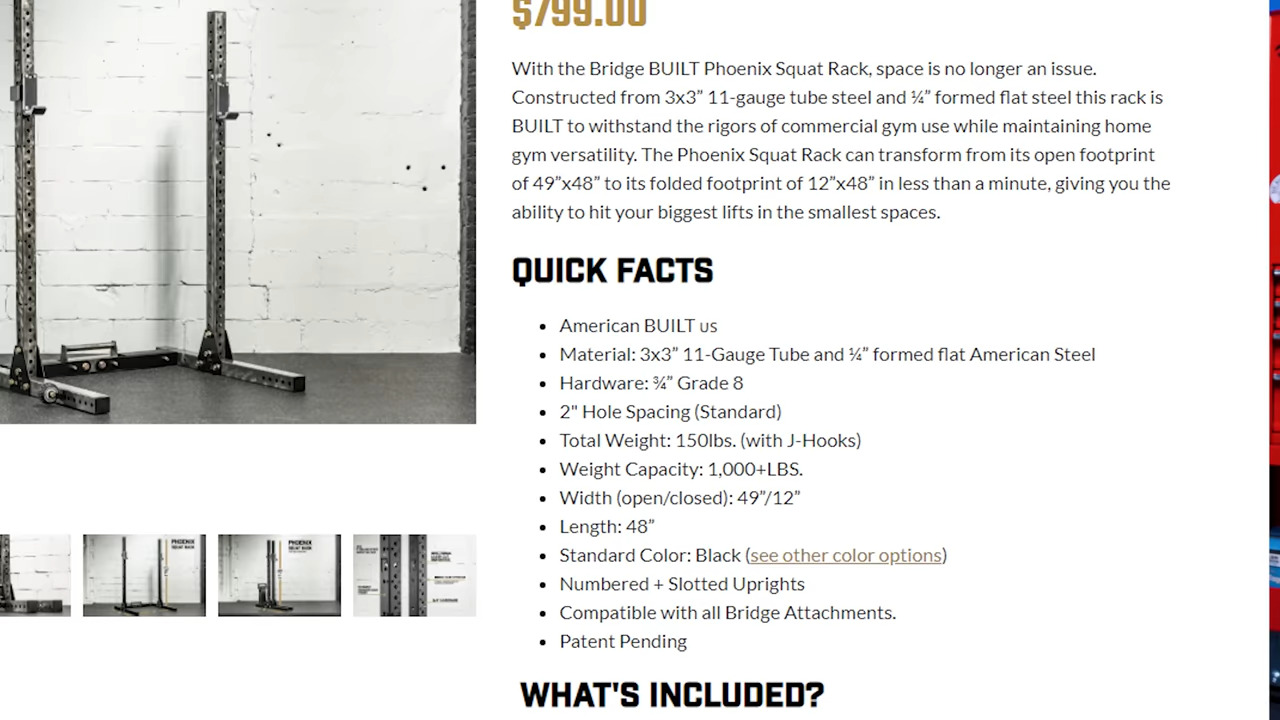 $799.00
With the Bridge BUILT Phoenix Squat Rack, space is no longer an issue.
Constructed from 3x3” 11-gauge tube steel and ¼” formed flat steel this rack is
BUILT to withstand the rigors of commercial gym use while maintaining home
gym versatility. The Phoenix Squat Rack can transform from its open footprint
of 49”x48” to its folded footprint of 12”x48” in less than a minute, giving you the
ability to hit your biggest lifts in the smallest spaces.
QUICK FACTS
• American BUILT us
• Material: 3x3” 11-Gauge Tube and ¼” formed flat American Steel
• Hardware: ¾” Grade 8
• 2" Hole Spacing (Standard)
• Total Weight: 150lbs. (with J-Hooks)
• Weight Capacity: 1,000+LBS.
• Width (open/closed): 49”/12”
• Length: 48”
• Standard Color: Black (see other color options)
• Numbered + Slotted Uprights
• Compatible with all Bridge Attachments.
• Patent Pending
WHAT'S INCLUDED?
PHOENIX
SQUAT RACK
PHOENIX
SQUAT RACK